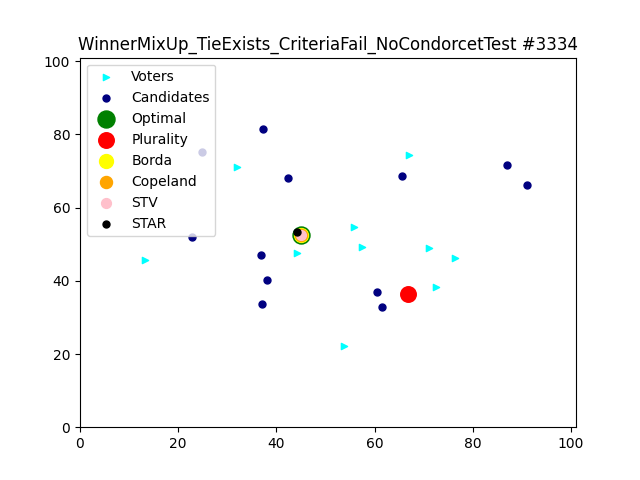 WinnerMixUp_TieExists_CriteriaFail_NoCondorcetTest #3334
Voters
Candidates
Optimal
Plurality
Borda
Copeland
STV
STAR
100
80
60
40
20
0
0 20 40 60 80 100